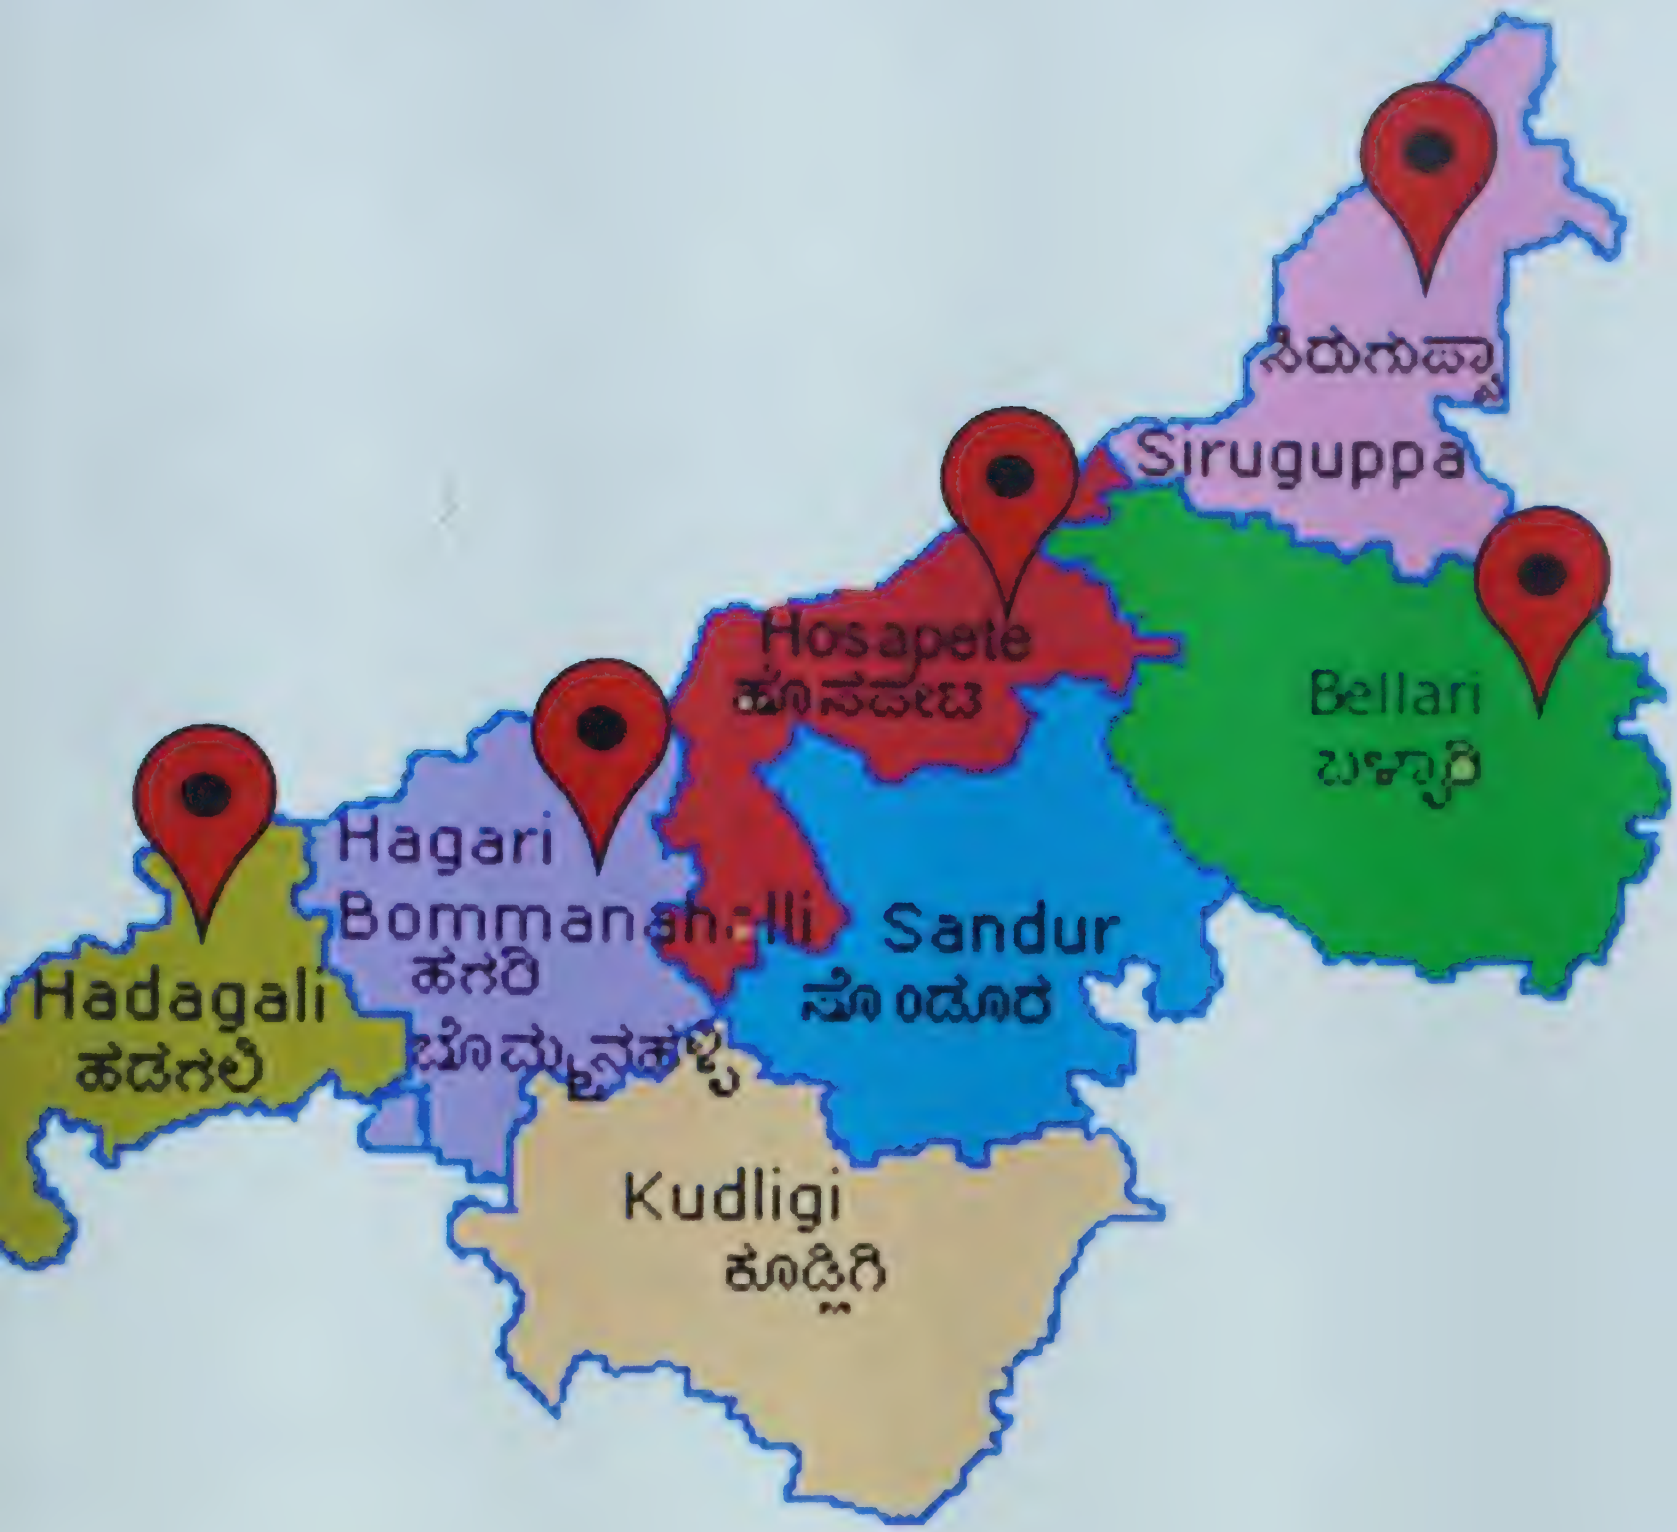 ಸಿರುಗುಪ್ಪಾ
Siruguppa
Hosapete
ಹೊಸಪೇಟ
Bellari
ಬಳ್ಳಾರಿ
Hagari
Bommanahalli
ಹಗರಿ
ಬೊಮ್ಮನಹಳ್ಳಿ
Sandur
ಸೊಂಡೂರ
Hadagali
ಹಡಗಲಿ
Kudligi
ಕೂಡ್ಲಿಗಿ